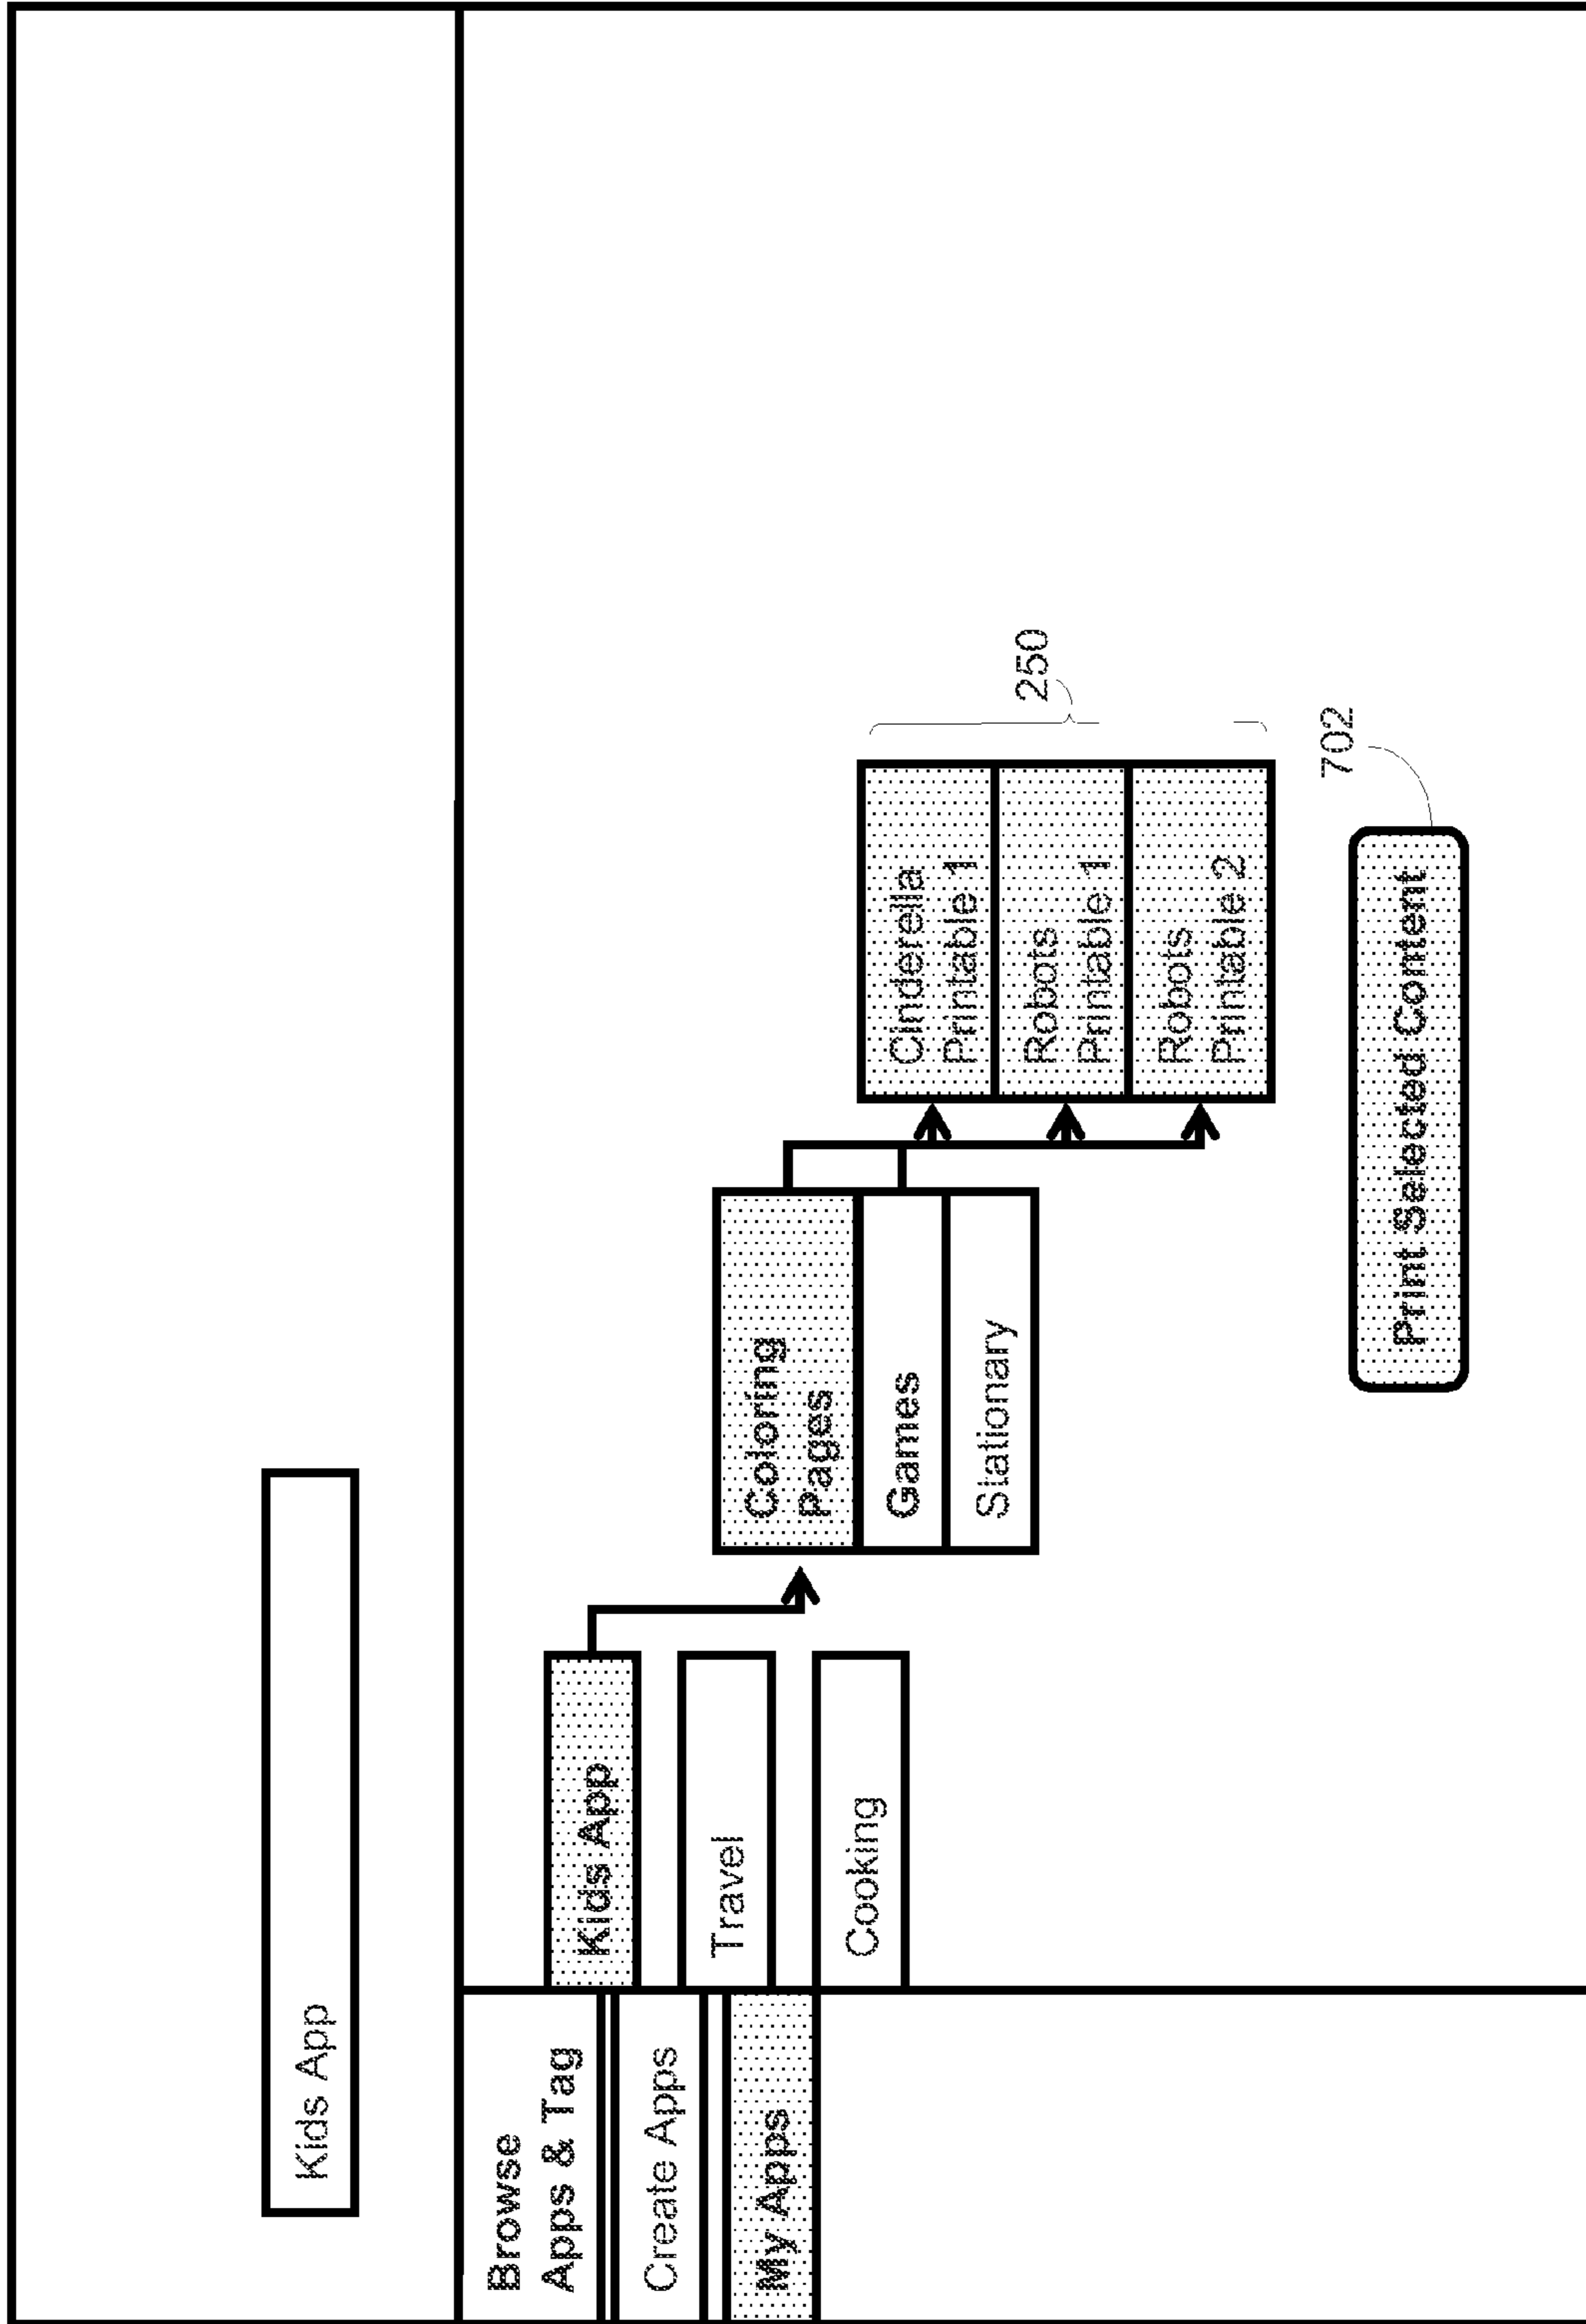 Kids App
Browse
Apps & Tag
Create Apps
My Apps
Kids App
Travel
Cooking
Coloring
Pages
Games
Stationary
Cinderella
Printable 1
Robots
Printable 1
Robots
Printable 2
250
702
Print Selected Content